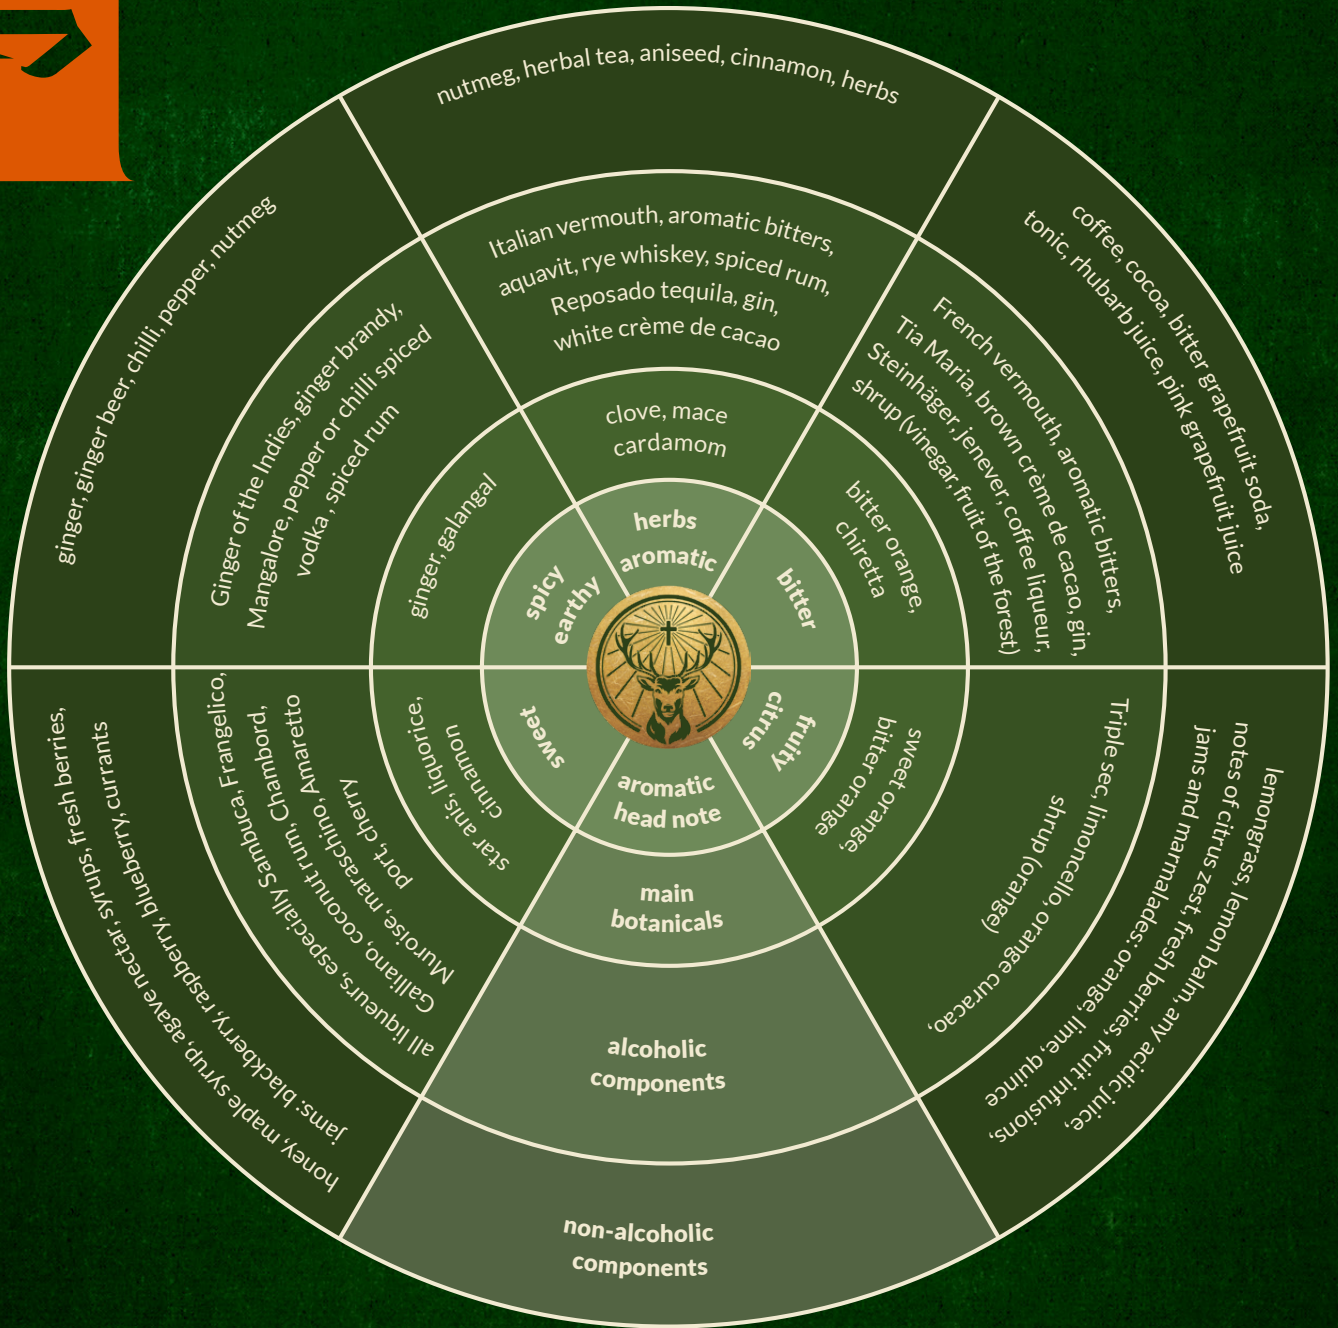 nutmeg, herbal tea, aniseed, cinnamon, herbs
Italian vermouth, aromatic bitters,
aquavit, rye whiskey, spiced rum,
Reposado tequila, gin,
white crème de cacao
clove, mace
cardamom
herbs
aromatic
coffee, cocoa, bitter grapefruit soda,
tonic, rhubarb juice, pink grapefruit juice
French vermouth, aromatic bitters,
Tia Maria, brown crème de cacao, gin,
Steinhäger, jenever, coffee liqueur,
shrup (vinegar, fruit of the forest)
bitter orange,
chiretta
bitter
lemongrass, lemon balm, any acidic juice,
notes of citrus zest, fresh berries, fruit infusions,
jams and marmalades: orange, lime, quince
Triple sec, limoncello, orange curacao,
shrup (orange)
sweet orange,
bitter orange
fruity
citrus
aromatic
head note
main
botanicals
alcoholic
components
non-alcoholic
components
honey, maple syrup, agave nectar, syrups, fresh berries,
jams: blackberry, raspberry, blueberry, currants
all liqueurs, especially Sambuca, Frangelico,
Galliano, coconut rum, Chambord,
Muroise, maraschino, Amaretto
port, cherry
star anis, liquorice,
cinnamon
sweet
ginger, ginger beer, chilli, pepper, nutmeg
Ginger of the Indies, ginger brandy,
Mangalore, pepper or chilli spiced
vodka , spiced rum
ginger, galangal
spicy
earthy